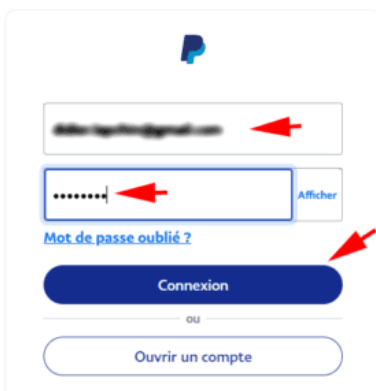 Afficher
Mot de passe oublié ?
Connexion
ou
Ouvrir un compte